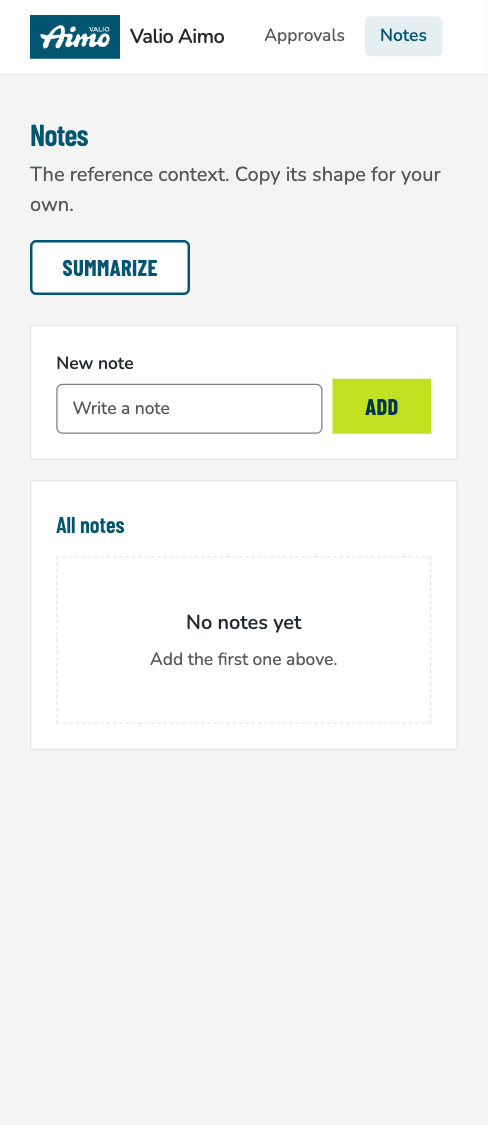 VALIO
Aimo
Valio Aimo
Approvals
Notes
Notes
The reference context. Copy its shape for your
own.
SUMMARIZE
New note
Write a note
ADD
All notes
No notes yet
Add the first one above.